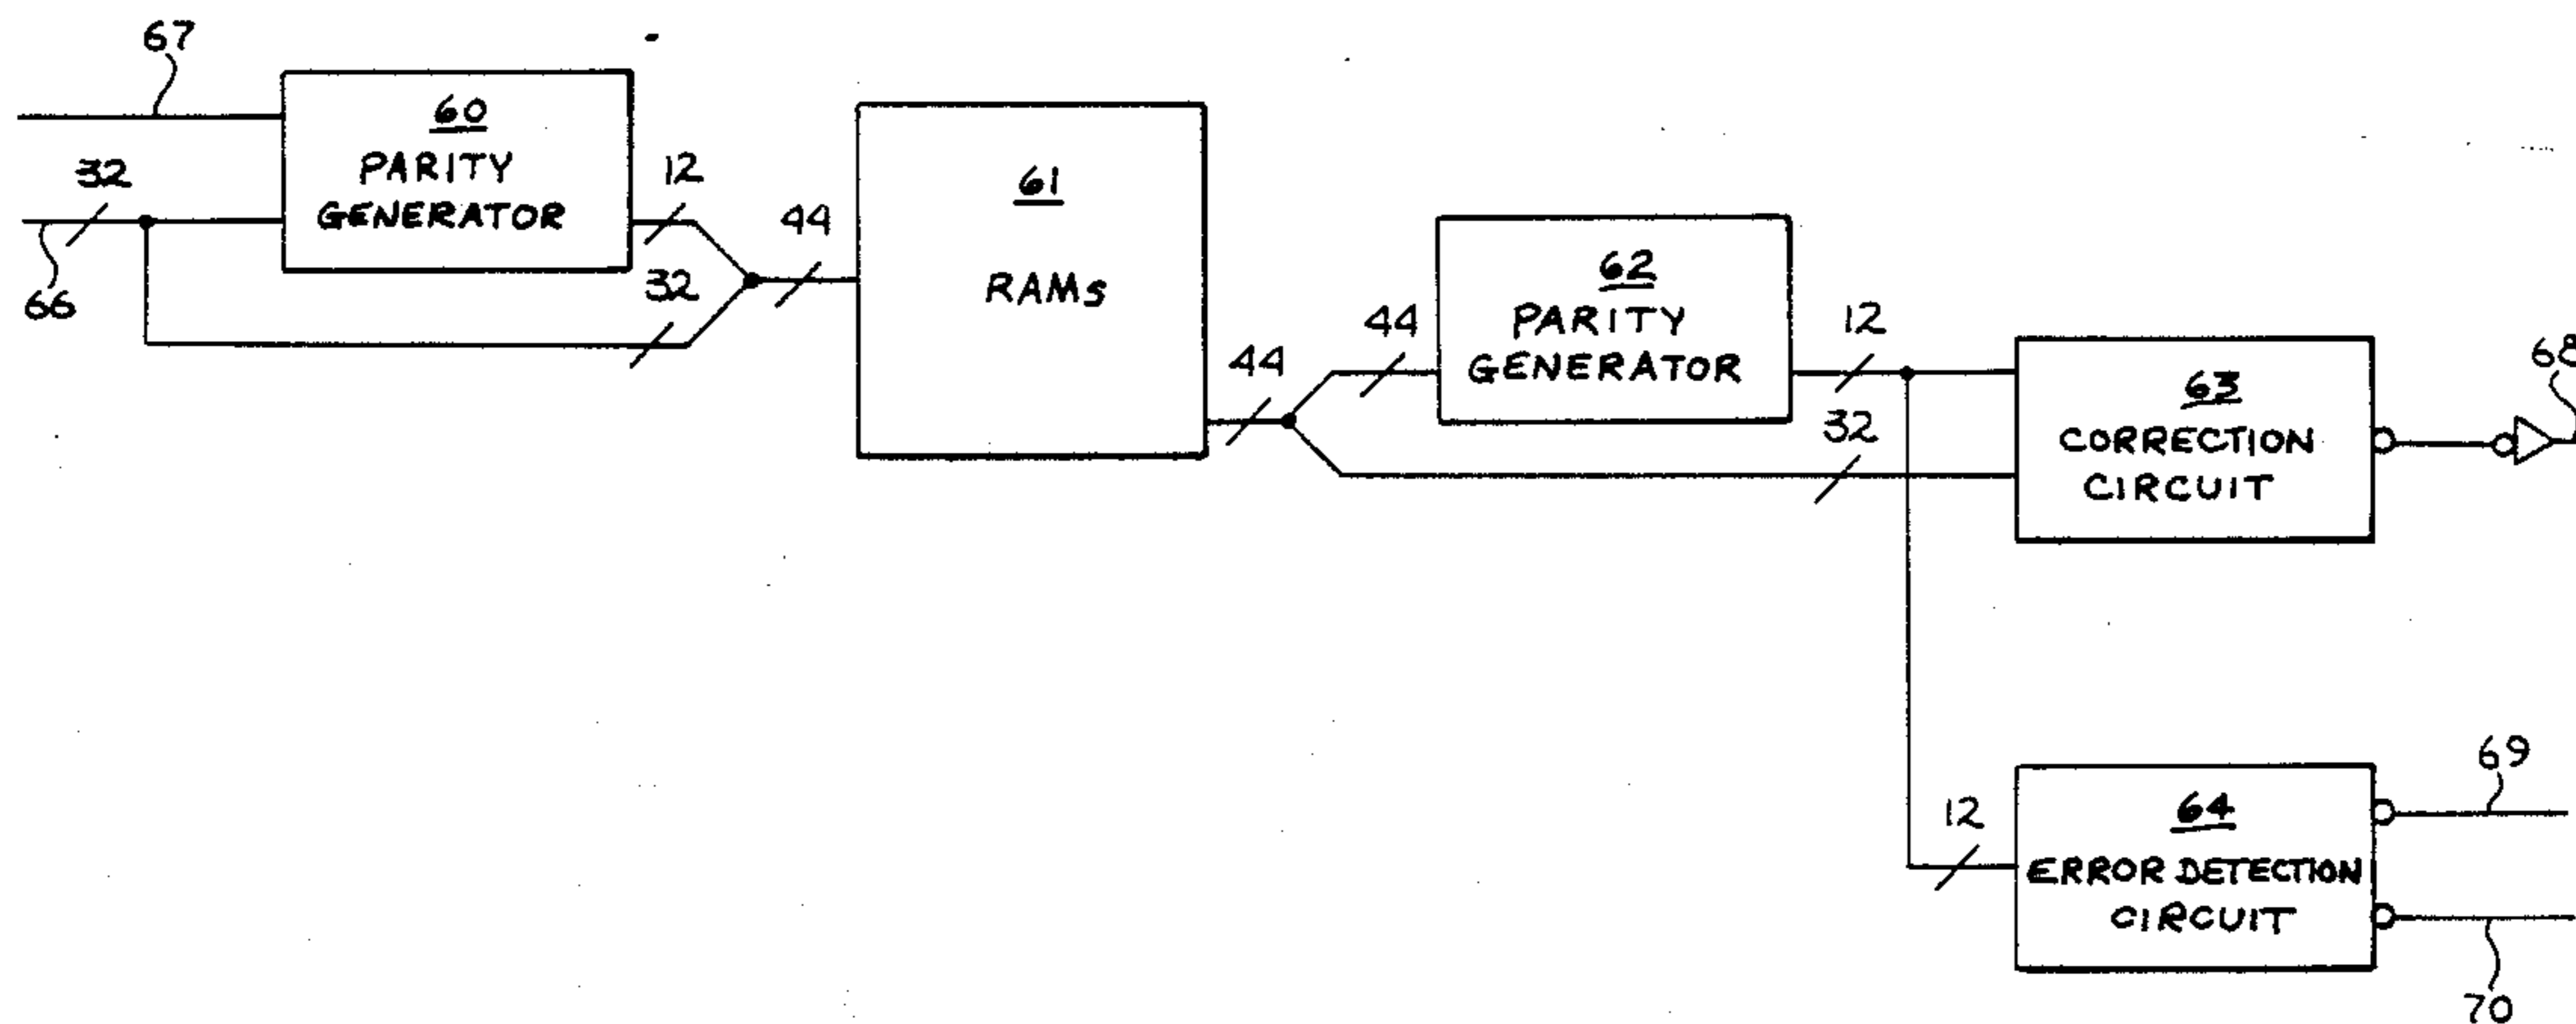 67
60
PARITY
GENERATOR
32
66
12
32
44
61
RAMs
44
44
62
PARITY
GENERATOR
12
32
63
CORRECTION
CIRCUIT
68
12
64
ERROR DETECTION
CIRCUIT
69
70